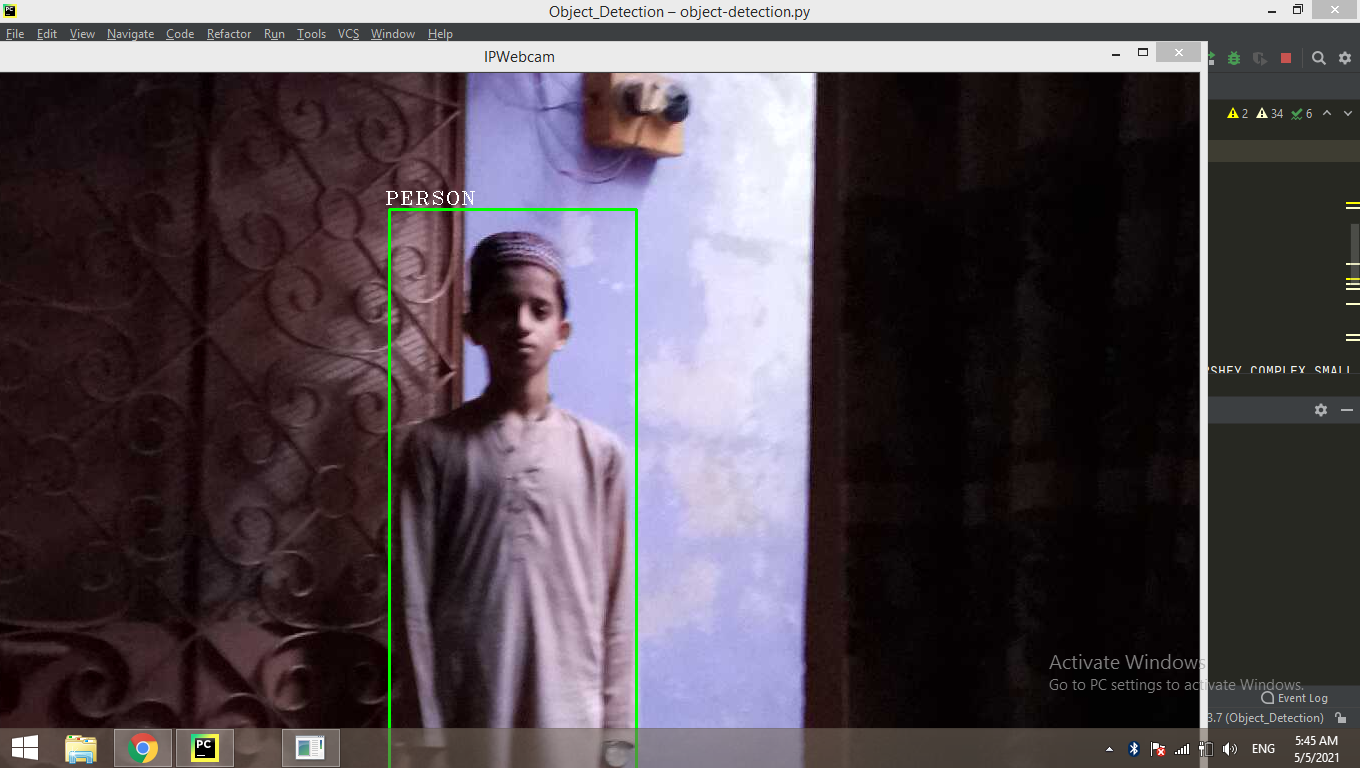 PC
Object_Detection – object-detection.py
File Edit View Navigate Code Refactor Run Tools VCS Window Help
IPWebcam
2 34 6
PERSON
RSHEY_COMPLEX_SMALL
Activate Windows
Go to PC settings to activate Windows.
Event Log
3.7 (Object_Detection)
PC
ENG
5:45 AM
5/5/2021